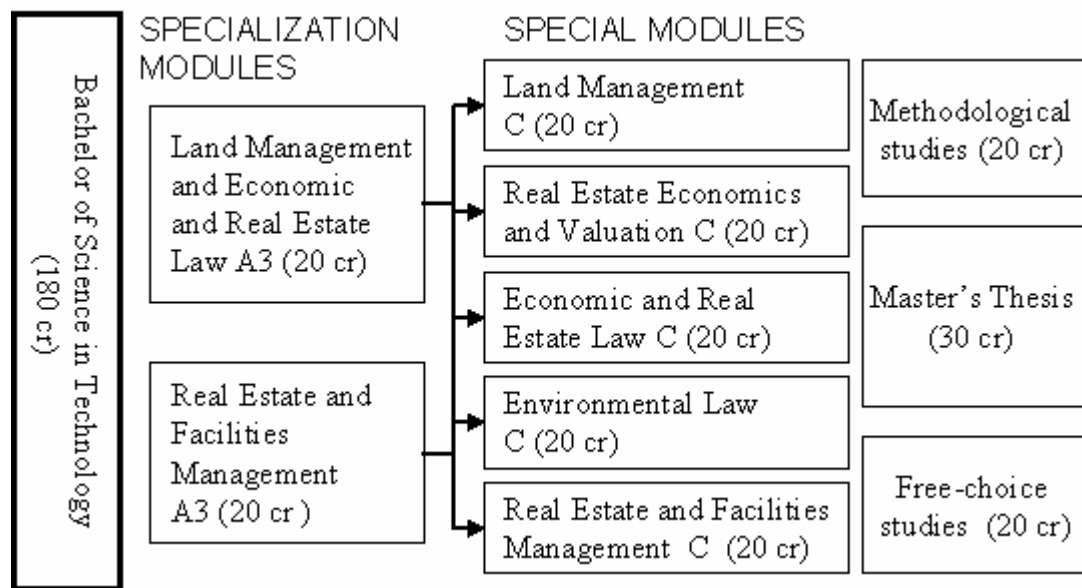 Bachelor of Science in Technology
(180 cr)
SPECIALIZATION
MODULES
Land Management
and Economic
and Real Estate
Law A3 (20 cr)
Real Estate and
Facilities
Management
A3 (20 cr )
SPECIAL MODULES
Land Management
C (20 cr)
Real Estate Economics
and Valuation C (20 cr)
Economic and Real
Estate Law C (20 cr)
Environmental Law
C (20 cr)
Real Estate and Facilities
Management C (20 cr)
Methodological
studies (20 cr)
Master's Thesis
(30 cr)
Free-choice
studies (20 cr)